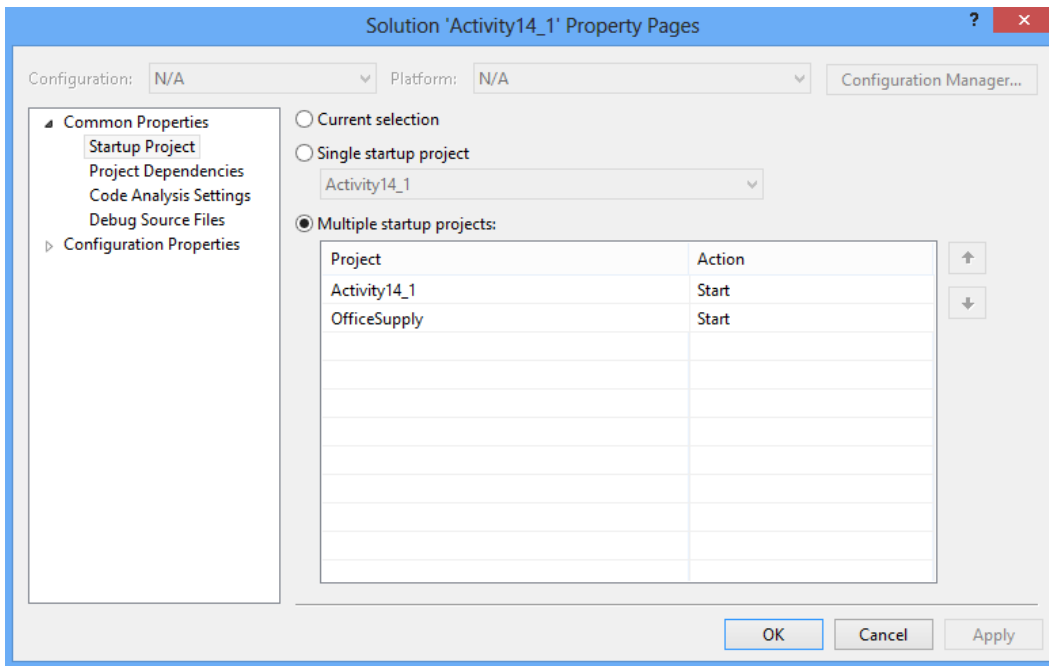 Solution 'Activity14_1' Property Pages
?
×
Configuration: N/A Platform: N/A Configuration Manager...
Common Properties
Startup Project
Project Dependencies
Code Analysis Settings
Debug Source Files
Configuration Properties
Current selection
Single startup project
Activity14_1
Multiple startup projects:
Project Action
Activity14_1 Start
OfficeSupply Start
OK Cancel Apply